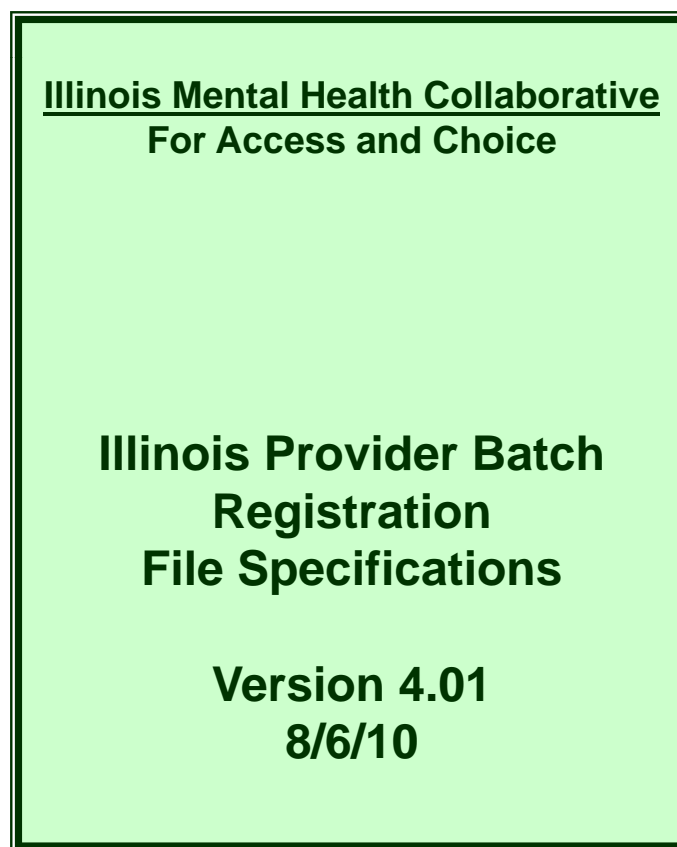 Illinois Mental Health Collaborative
For Access and Choice
Illinois Provider Batch
Registration
File Specifications
Version 4.01
8/6/10